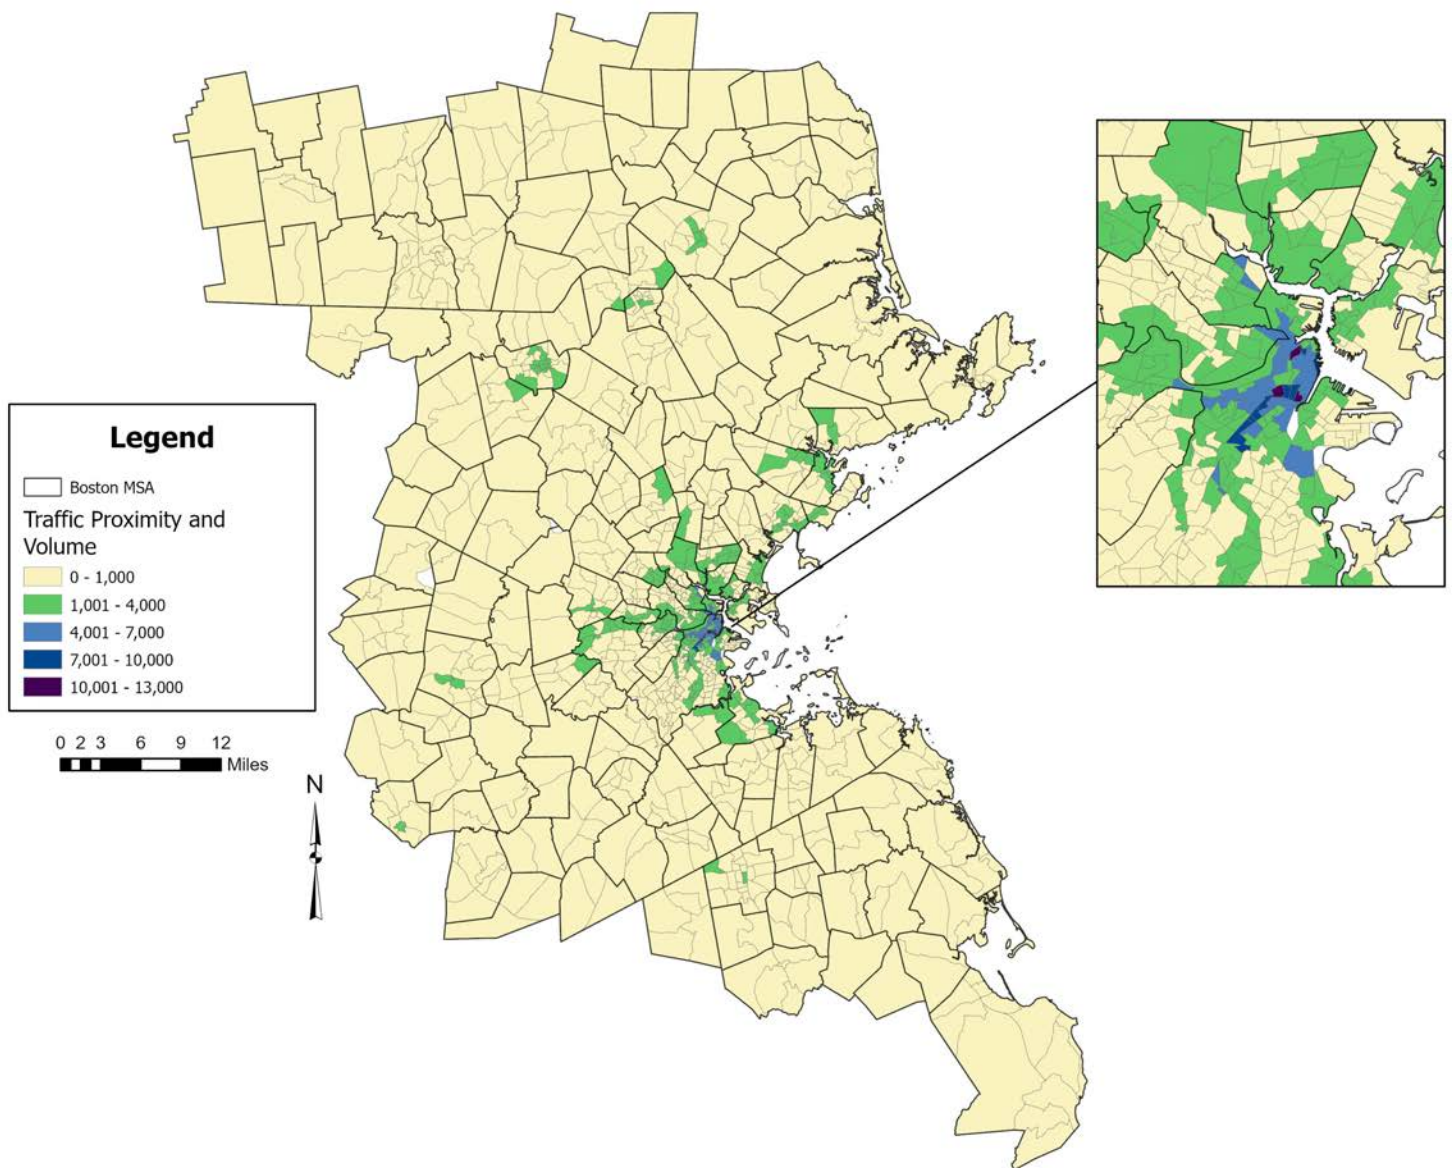 Legend
Boston MSA
Traffic Proximity and
Volume
0 - 1,000
1,001 - 4,000
4,001 - 7,000
7,001 - 10,000
10,001 - 13,000
0 2 3 6 9 12
Miles
N